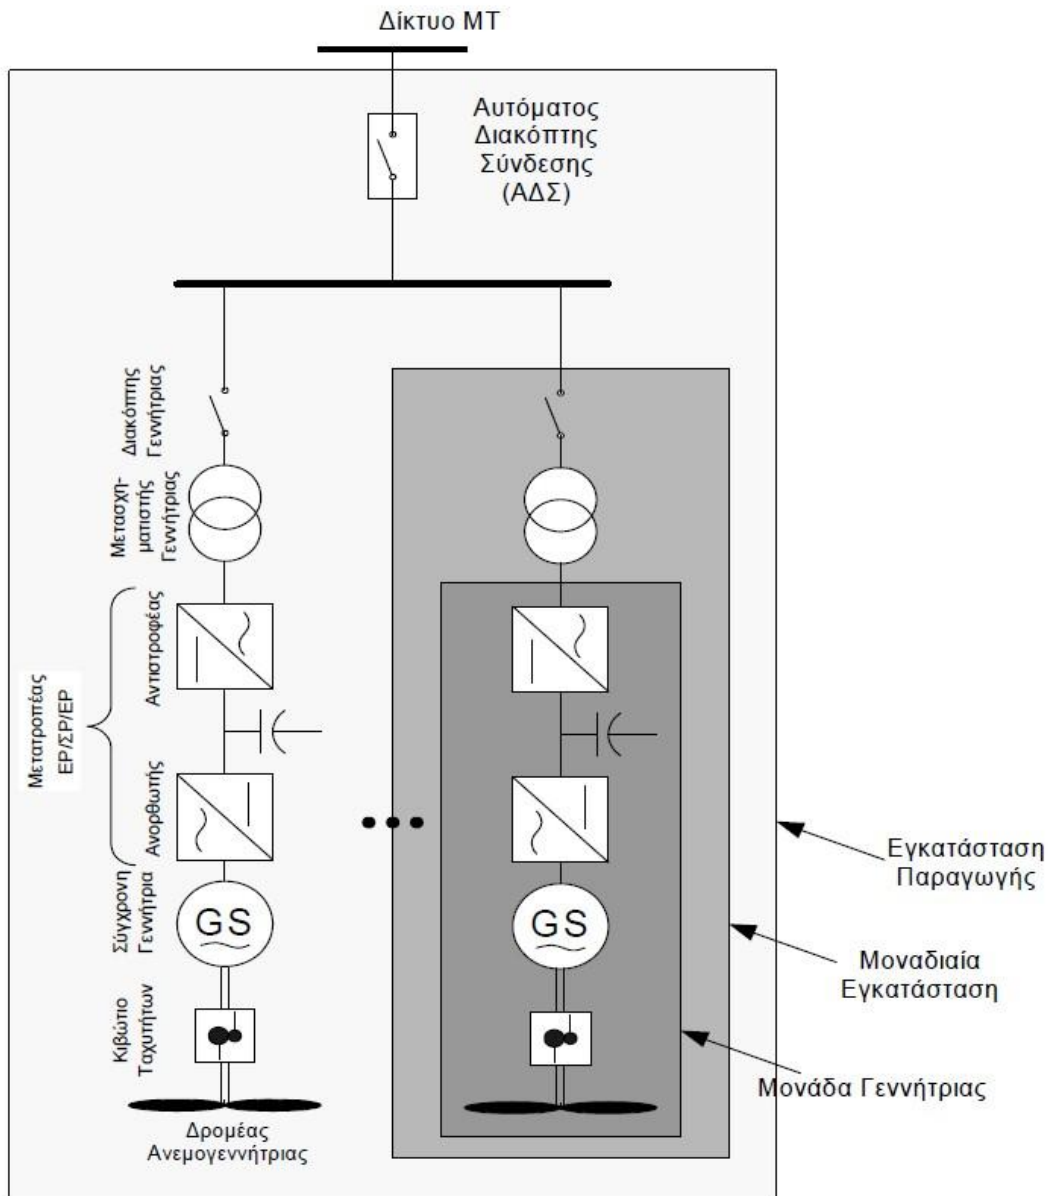 Δίκτυο ΜΤ
Αυτόματος
Διακόπτης
Σύνδεσης
(ΑΔΣ)
Διακόπτης
Γεννήτριας
Μετασχη-
ματιστής
Γεννήτριας
Αντιστροφέας
Μετατροπέας
ΕΡ/ΣΡ/ΕΡ
Ανορθωτής
Σύγχρονη
Γεννήτρια
GS
GS
Κιβώτιο
Ταχυτήτων
Δρομέας
Ανεμογεννήτριας
Εγκατάσταση
Παραγωγής
Μοναδιαία
Εγκατάσταση
Μονάδα Γεννήτριας